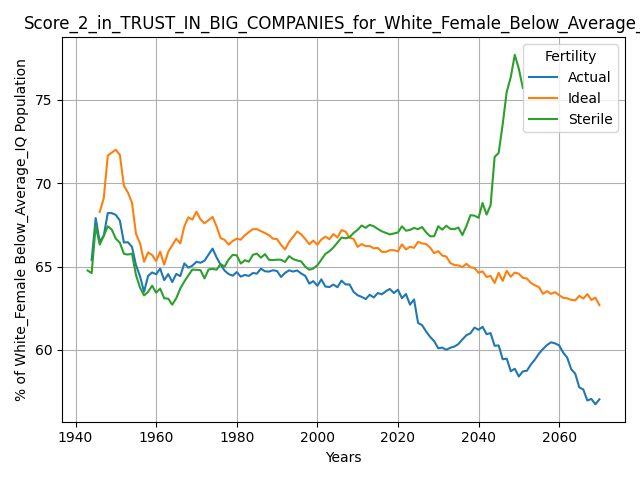 Score_2_in_TRUST_IN_BIG_COMPANIES_for_White_Female_Below_Average_
% of White_Female Below_Average_IQ Population
75
70
65
60
Fertility
Actual
Ideal
Sterile
1940 1960 1980 2000 2020 2040 2060
Years